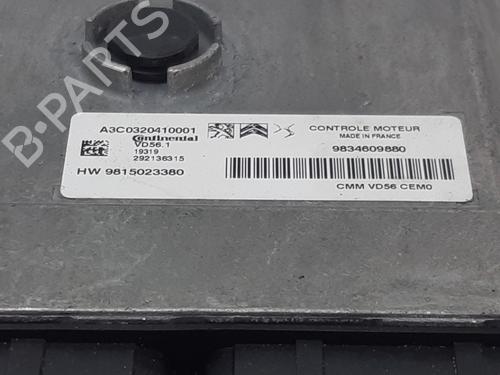 B-PARTS
A3C0320410001
Continental
VD56.1
19319
292136315
HW 9815023380
CONTROLE MOTEUR
MADE IN FRANCE
9834609880
CMM VD56 CEM0